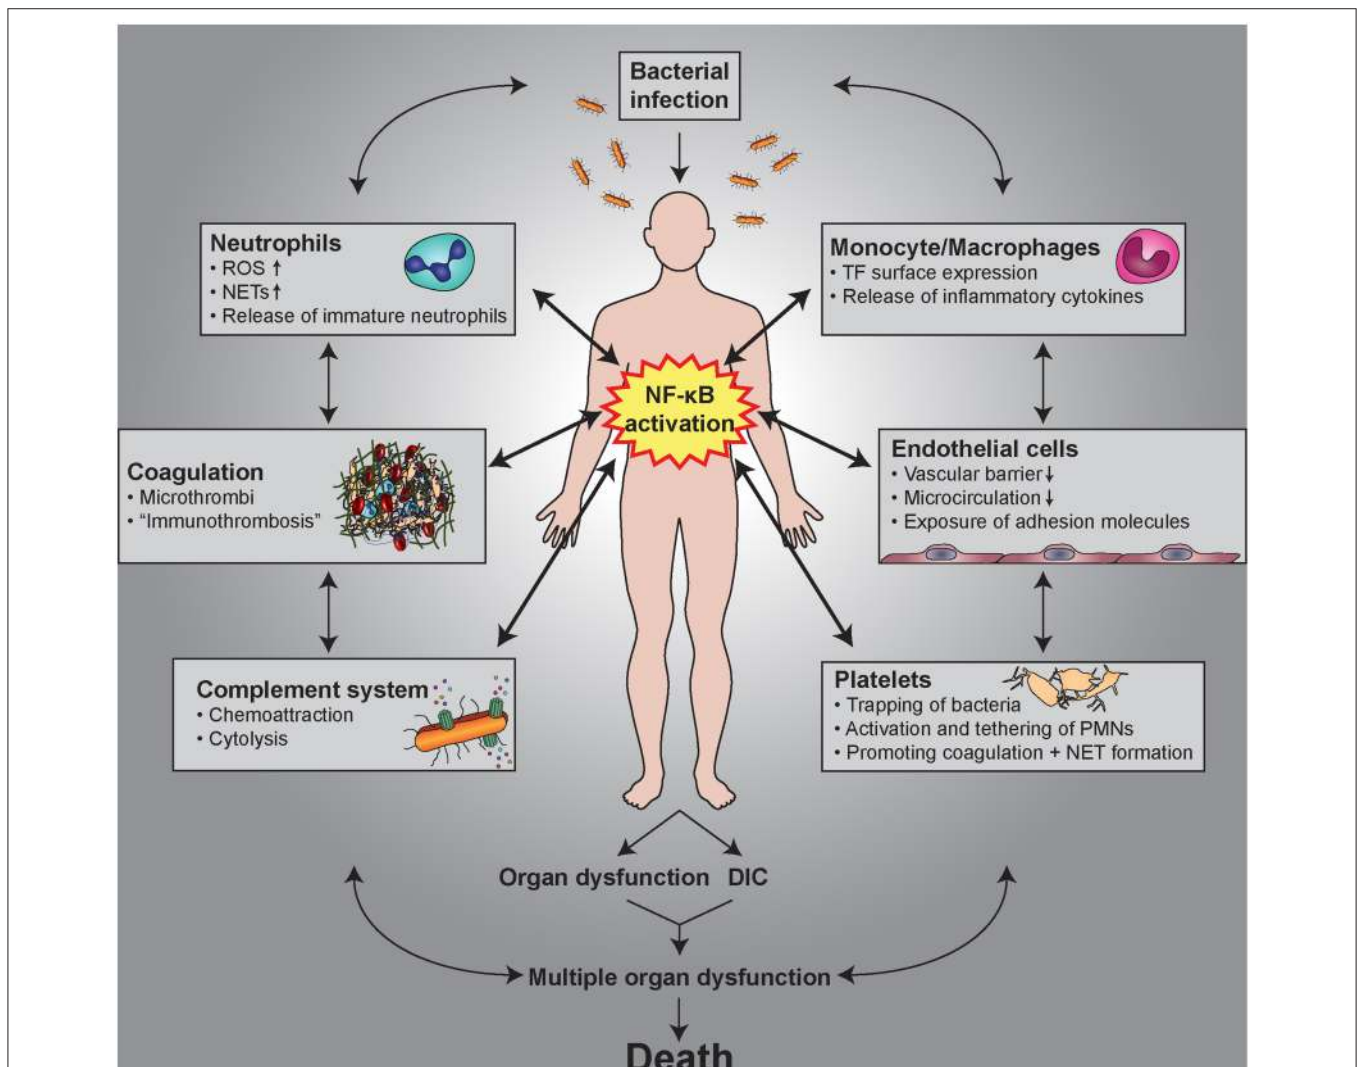 Bacterial
infection
Neutrophils
• ROS ↑
• NETs ↑
• Release of immature neutrophils
Monocyte/Macrophages
• TF surface expression
• Release of inflammatory cytokines
NF-κB
activation
Coagulation
• Microthrombi
• “Immunothrombosis”
Endothelial cells
• Vascular barrier ↓
• Microcirculation ↓
• Exposure of adhesion molecules
Complement system
• Chemoattraction
• Cytolysis
Platelets
• Trapping of bacteria
• Activation and tethering of PMNs
• Promoting coagulation + NET formation
Organ dysfunction DIC
Multiple organ dysfunction
Death